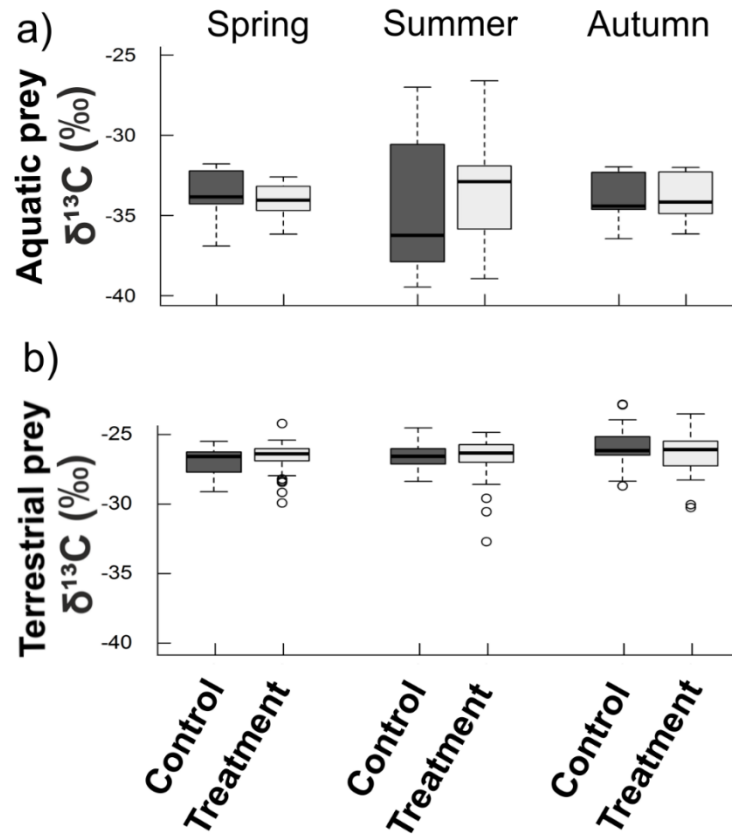 a) Spring Summer Autumn
Aquatic prey
δ¹³C (‰)
-25
-30
-35
-40
b)
Terrestrial prey
δ¹³C (‰)
-25
-30
-35
-40
Control Treatment Control Treatment Control Treatment